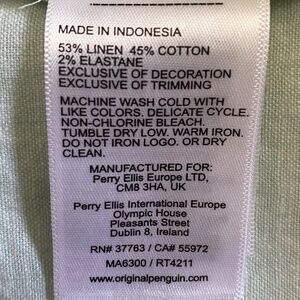 MADE IN INDONESIA
53% LINEN 45% COTTON
2% ELASTANE
EXCLUSIVE OF DECORATION
EXCLUSIVE OF TRIMMING
MACHINE WASH COLD WITH
LIKE COLORS. DELICATE CYCLE.
NON-CHLORINE BLEACH.
TUMBLE DRY LOW. WARM IRON.
DO NOT IRON LOGO. OR DRY
CLEAN.
MANUFACTURED FOR:
Perry Ellis Europe LTD,
CM8 3HA, UK
Perry Ellis International Europe
Olympic House
Pleasants Street
Dublin 8, Ireland
RN# 37763 / CA# 55972
MA6300 / RT4211
www.originalpenguin.com